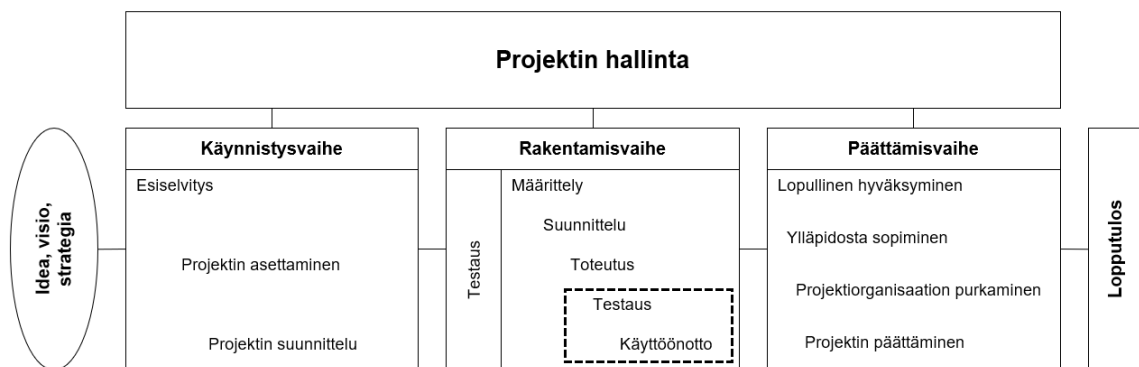 Projektin hallinta
Idea, visio,
strategia
Käynnistysvaihe
Esiselvitys
Projektin asettaminen
Projektin suunnittelu
Rakentamisvaihe
Testaus
Määrittely
Suunnittelu
Toteutus
Testaus
Käyttöönotto
Päättämisvaihe
Lopullinen hyväksyminen
Ylläpidosta sopiminen
Projektiorganisaation purkaminen
Projektin päättäminen
Lopputulos